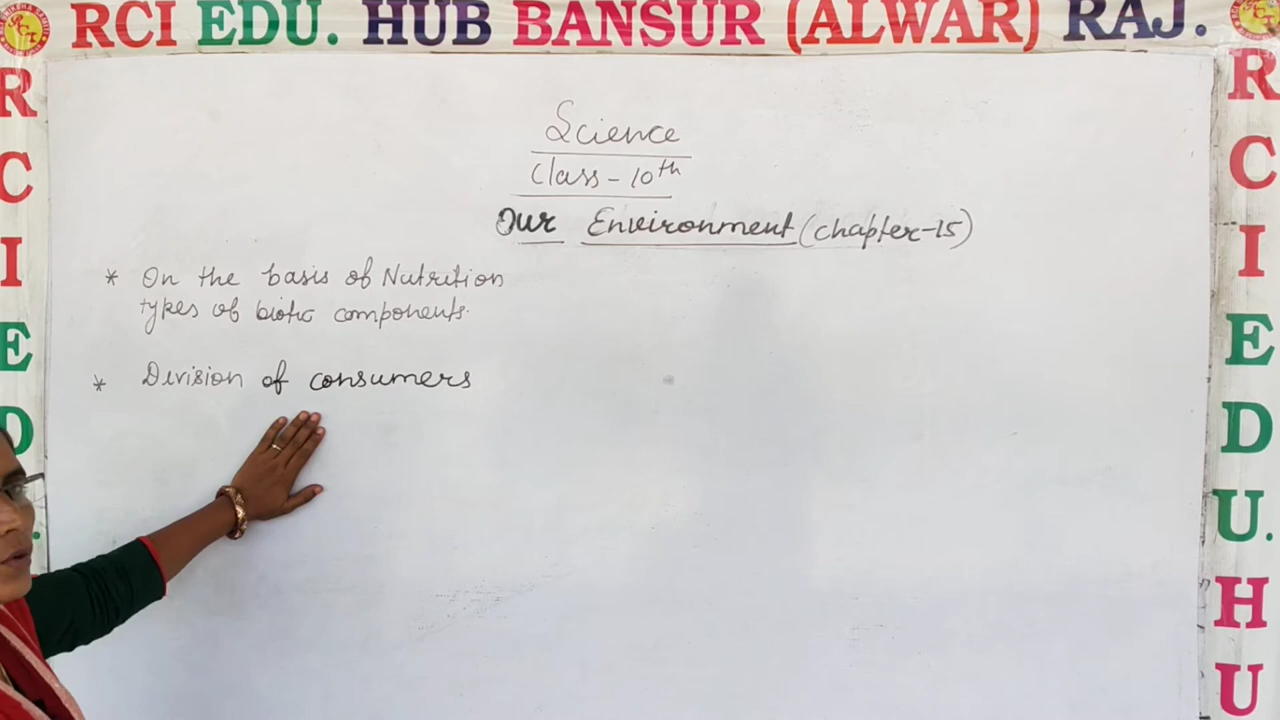 RCI EDU. HUB BANSUR (ALWAR) RAJ.
Science
Class - 10th
Our Environment (chapter-15)
* On the basis of Nutrition
types of biotic components.
* Division of consumers
R
C
I
E
D
.
R
C
I
E
D
U.
H
U